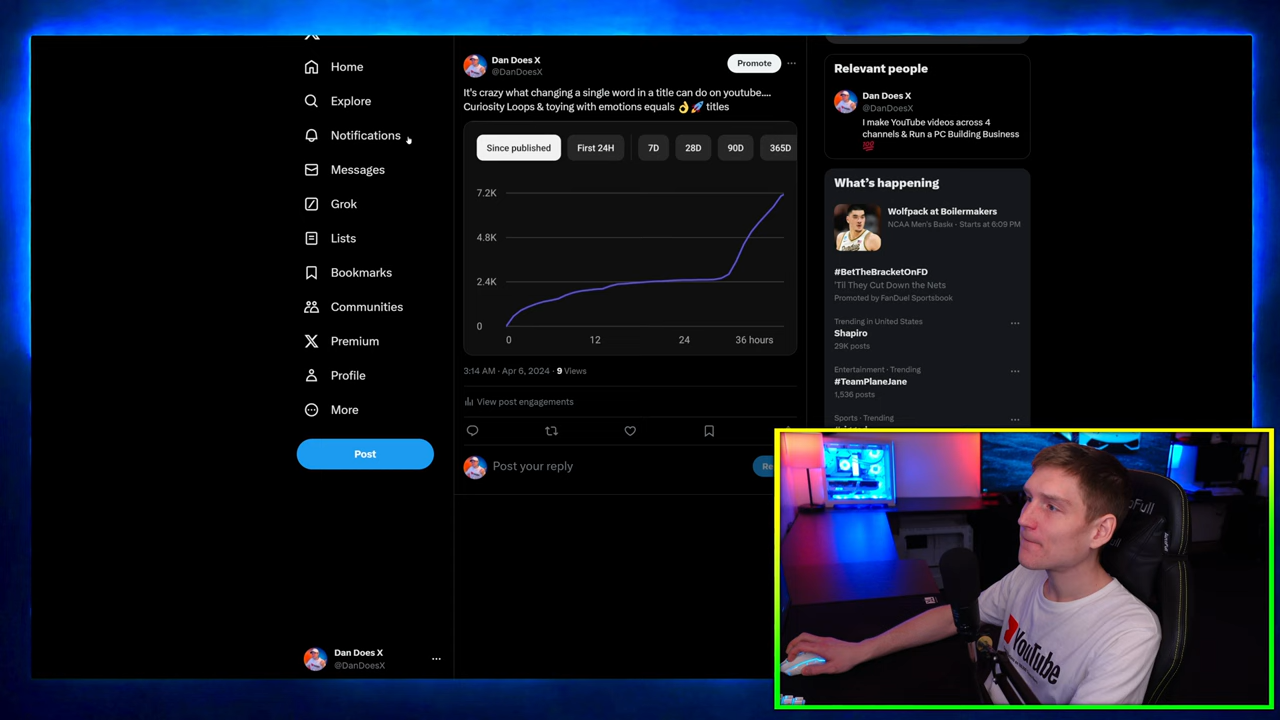 Home
Explore
Notifications
Messages
Grok
Lists
Bookmarks
Communities
Premium
Profile
More
Post
Dan Does X
@DanDoesX
Dan Does X
@DanDoesX
Promote
It's crazy what changing a single word in a title can do on youtube....
Curiosity Loops & toying with emotions equals 👌🚀 titles
Since published
First 24H
7D
28D
90D
365D
7.2K
4.8K
2.4K
0
0
12
24
36 hours
3:14 AM · Apr 6, 2024 · 9 Views
View post engagements
Post your reply
Re
Relevant people
Dan Does X
@DanDoesX
I make YouTube videos across 4
channels & Run a PC Building Business
💯
What's happening
Wolfpack at Boilermakers
NCAA Men's Baske · Starts at 6:09 PM
#BetTheBracketOnFD
'Til They Cut Down the Nets
Promoted by FanDuel Sportsbook
Trending in United States
Shapiro
29K posts
Entertainment · Trending
#TeamPlaneJane
1,536 posts
Sports · Trending
YouTube